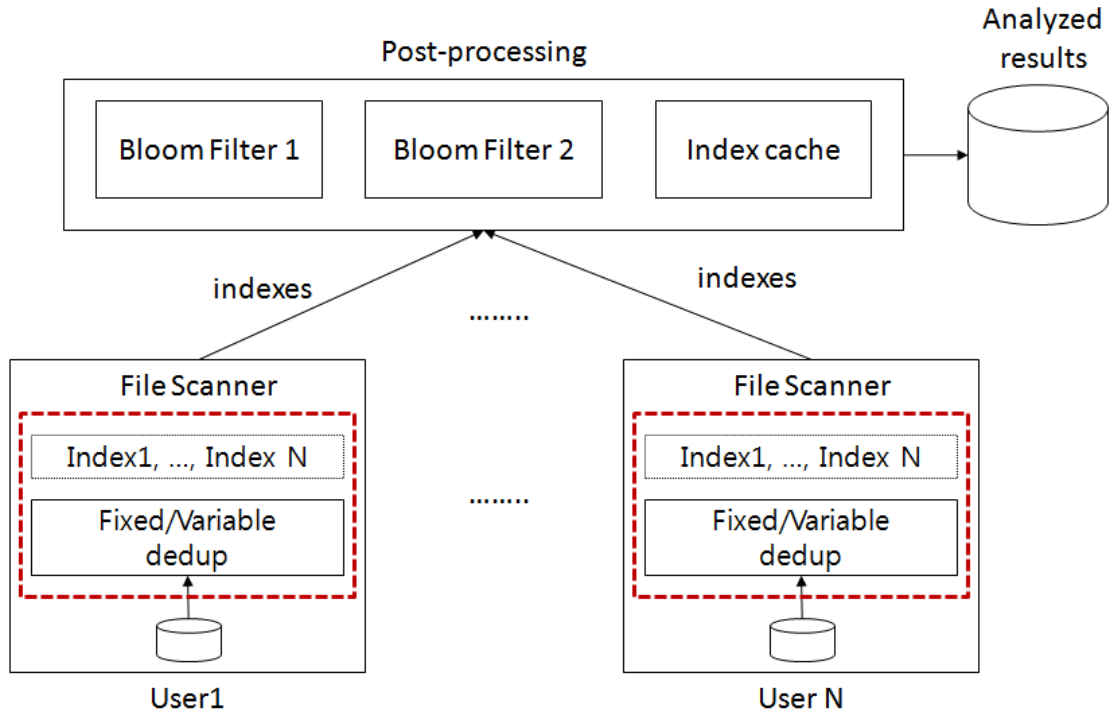 Analyzed
results
Post-processing
Bloom Filter 1
Bloom Filter 2
Index cache
indexes
indexes
........
File Scanner
File Scanner
Index1, ..., Index N
Index1, ..., Index N
........
Fixed/Variable
dedup
Fixed/Variable
dedup
User1
User N